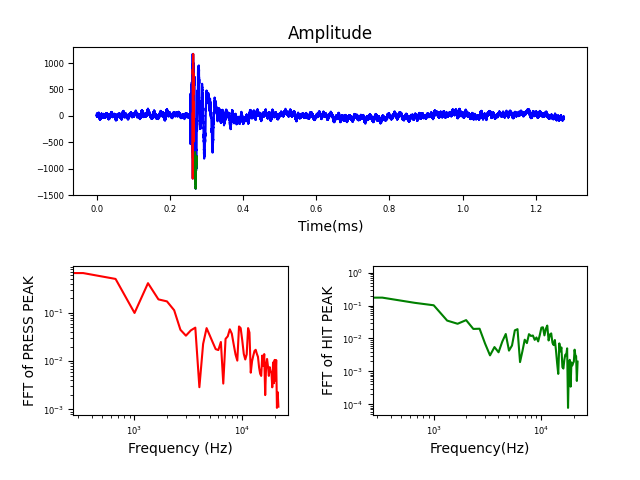 Amplitude
1000
500
0
−500
−1000
−1500
0.0 0.2 0.4 0.6 0.8 1.0 1.2
Time(ms)
FFT of PRESS PEAK
10⁻¹
10⁻²
10⁻³
10³ 10⁴
Frequency (Hz)
FFT of HIT PEAK
10⁰
10⁻¹
10⁻²
10⁻³
10⁻⁴
10³ 10⁴
Frequency(Hz)